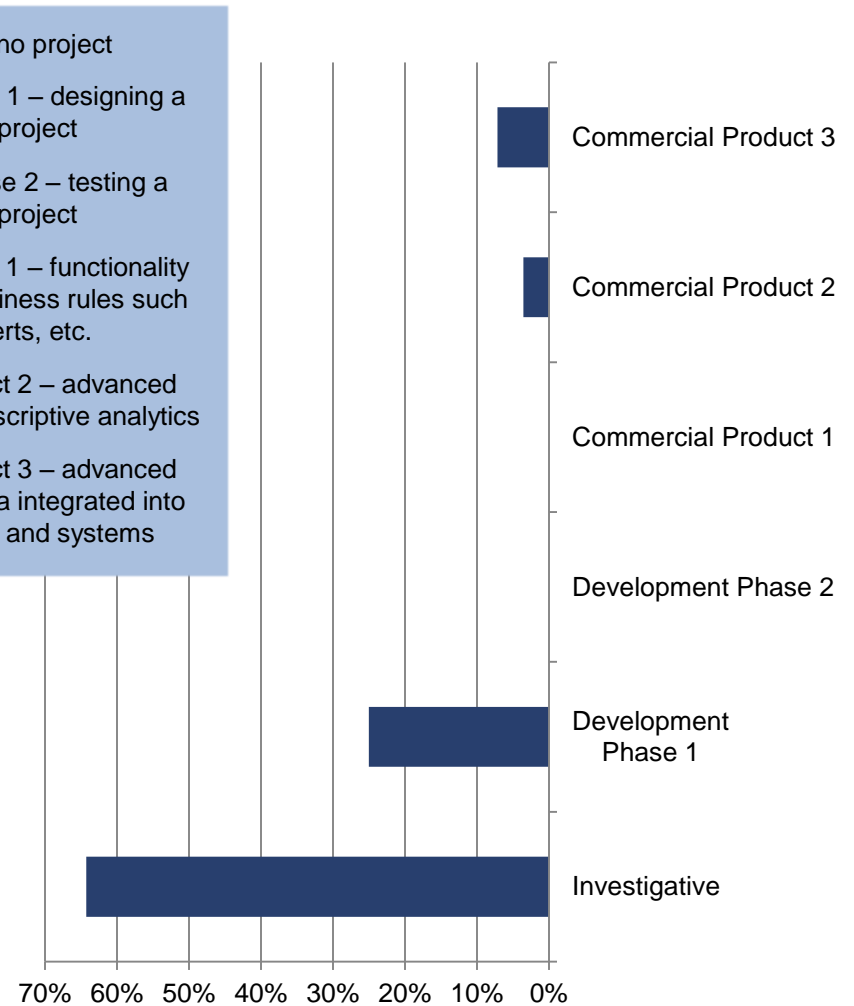 no project
1 – designing a
project
se 2 – testing a
project
1 – functionality
iness rules such
erts, etc.
ct 2 – advanced
scriptive analytics
ct 3 – advanced
a integrated into
and systems
Commercial Product 3
Commercial Product 2
Commercial Product 1
Development Phase 2
Development
Phase 1
Investigative
70% 60% 50% 40% 30% 20% 10% 0%